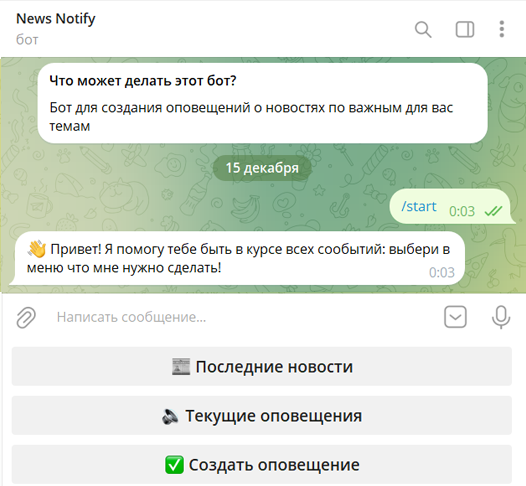 News Notify
бот
Что может делать этот бот?
Бот для создания оповещений о новостях по важным для вас
темам
15 декабря
/start 0:03
👋 Привет! Я помогу тебе быть в курсе всех сообытий: выбери в
меню что мне нужно сделать!
0:03
Написать сообщение...
📰 Последние новости
🔊 Текущие оповещения
✅ Создать оповещение